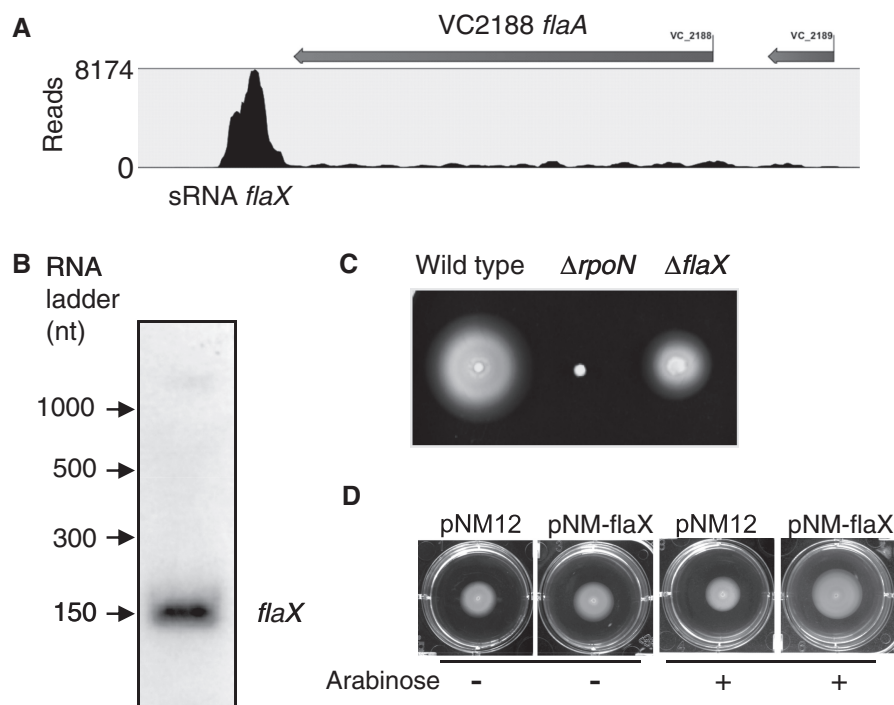 A
VC2188 flaA
VC_2188
VC_2189
8174
Reads
0
sRNA flaX
B
RNA
ladder
(nt)
1000
500
300
150
flaX
C
Wild type ΔrpoN ΔflaX
D
pNM12 pNM-flaX pNM12 pNM-flaX
Arabinose - - + +